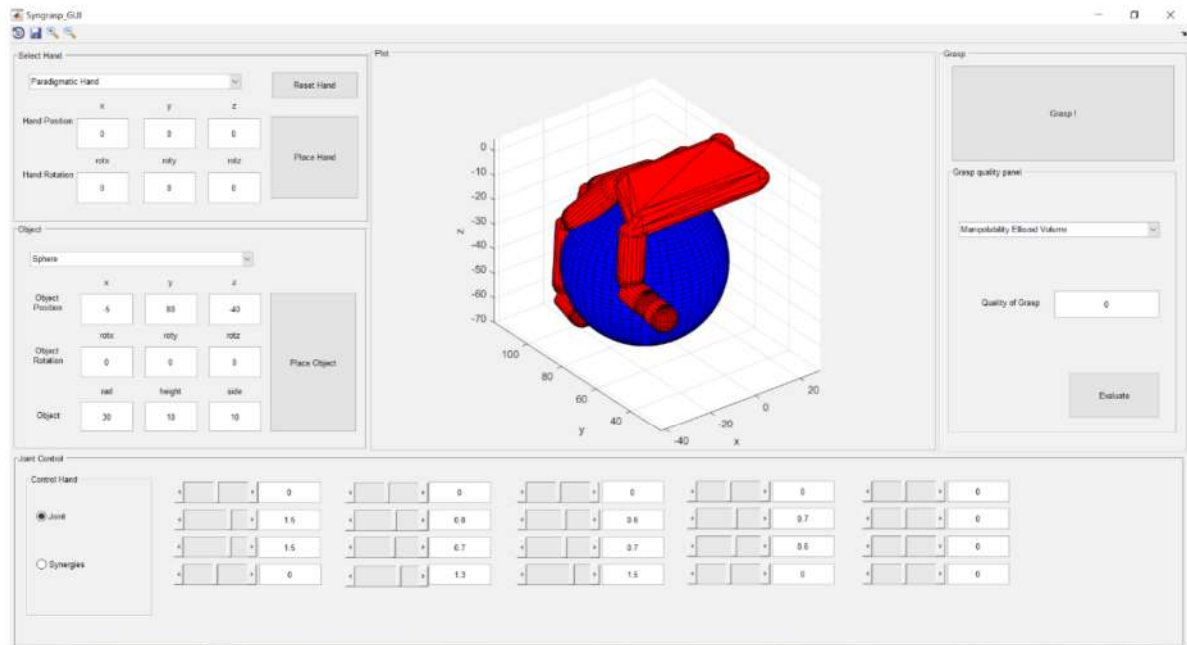 Syngrasp_GUI
Select Hand
Paradigmatic Hand
Reset Hand
x y z
Hand Position 0 0 0
Place Hand
rotx roty rotz
Hand Rotation 0 0 0
Object
Sphere
x y z
Object Position -5 80 -40
rotx roty rotz
Object Rotation 0 0 0
Place Object
rad height side
Object 30 10 10
Plot
0
-10
-20
-30
-40
-50
-60
-70
z
100
80
60
40
y
-40
-20
0
20
x
Grasp
Grasp !
Grasp quality panel
Manipulability Ellisoid Volume
Quality of Grasp 0
Evaluate
Joint Control
Control Hand
Joint
Synergies
0 0 0 0 0
1.5 0.8 0.6 0.7 0
1.5 0.7 0.7 0.6 0
0 1.3 1.5 0 0